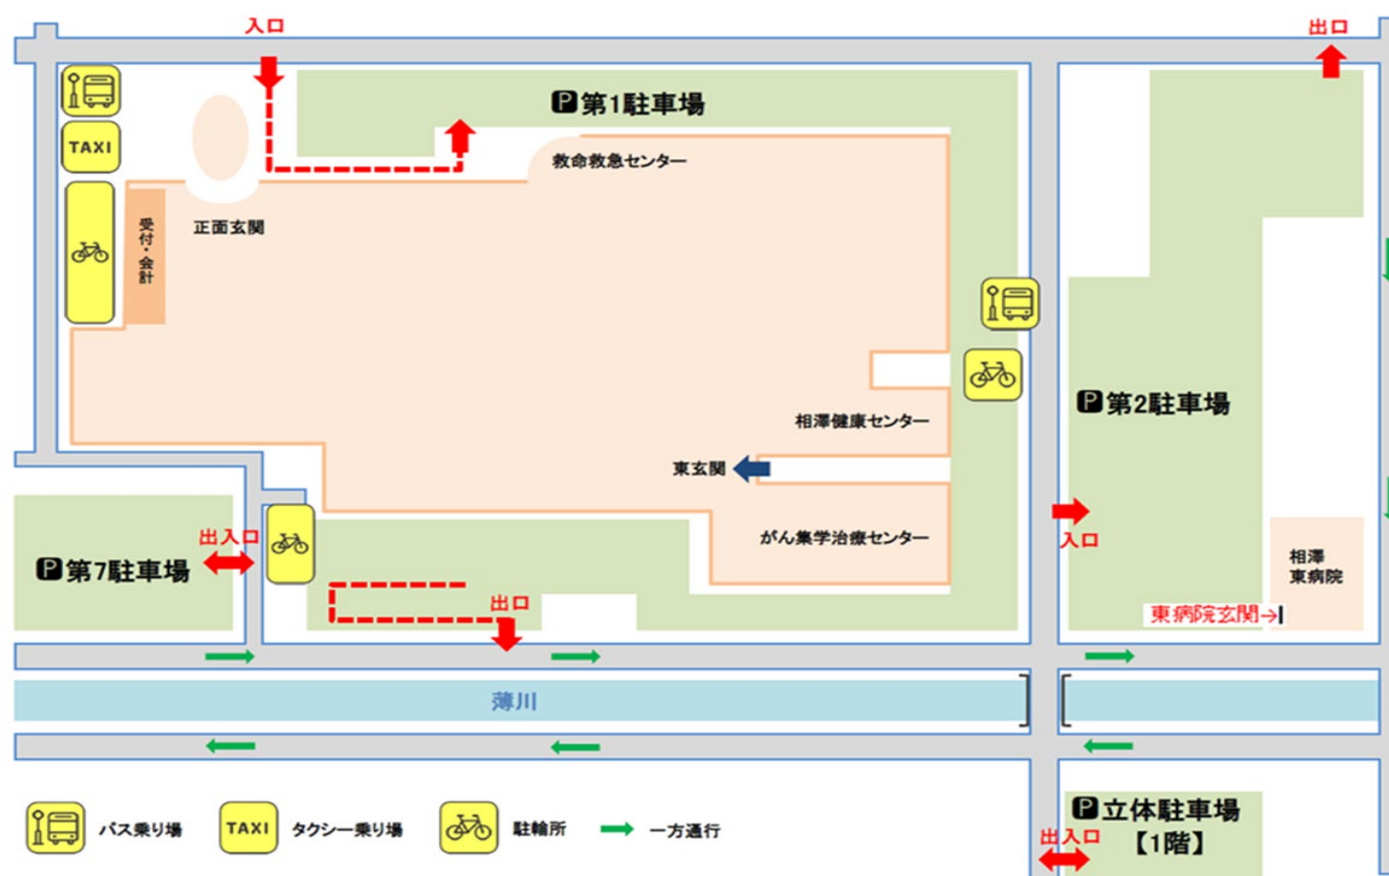 入口
出口
P第1駐車場
TAXI
救命救急センター
正面玄関
受付・会計
P第2駐車場
相澤健康センター
東玄関
入口
がん集学治療センター
出入口
P第7駐車場
相澤
東病院
出口
東病院玄関→
薄川
バス乗り場
TAXI
タクシー乗り場
駐輪所
一方通行
P立体駐車場
【1階】
出入口